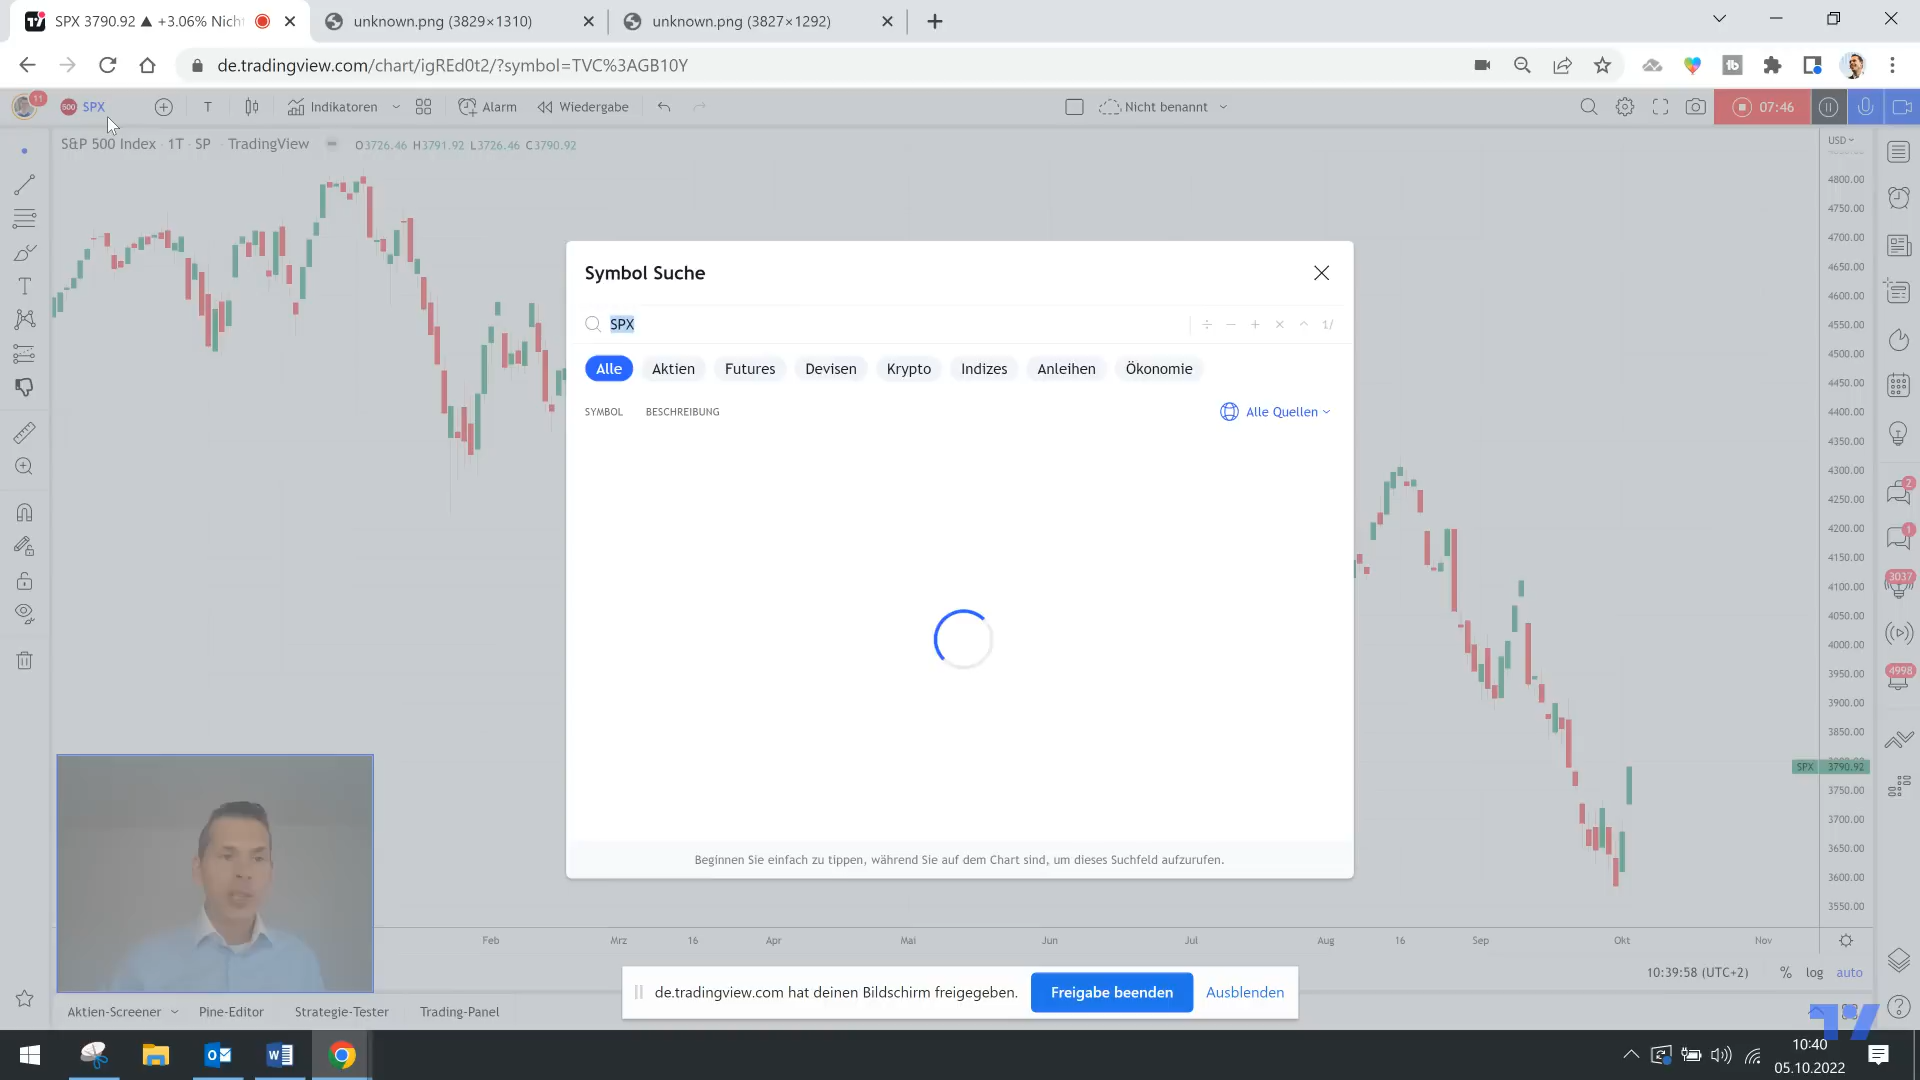 SPX 3790.92 ▲ +3.06% Nicht
unknown.png (3829×1310)
unknown.png (3827×1292)
de.tradingview.com/chart/igREd0t2/?symbol=TVC%3AGB10Y
11
500
SPX
T
Indikatoren
Alarm
Wiedergabe
Nicht benannt
07:46
S&P 500 Index · 1T · SP · TradingView
O3726.46 H3791.92 L3726.46 C3790.92
USD
4800.00
4750.00
4700.00
4650.00
4600.00
4550.00
4500.00
4450.00
4400.00
4350.00
4300.00
4250.00
4200.00
4150.00
4100.00
4050.00
4000.00
3950.00
3900.00
3850.00
SPX 3790.92
3750.00
3700.00
3650.00
3600.00
3550.00
2
1
3037
4998
Symbol Suche
SPX
÷ − + × ^ 1/
Alle Aktien Futures Devisen Krypto Indizes Anleihen Ökonomie
SYMBOL BESCHREIBUNG
Alle Quellen
Beginnen Sie einfach zu tippen, während Sie auf dem Chart sind, um dieses Suchfeld aufzurufen.
Feb Mrz 16 Apr Mai Jun Jul Aug 16 Sep Okt Nov
10:39:58 (UTC+2) % log auto
de.tradingview.com hat deinen Bildschirm freigegeben. Freigabe beenden Ausblenden
Aktien-Screener Pine-Editor Strategie-Tester Trading-Panel
10:40
05.10.2022